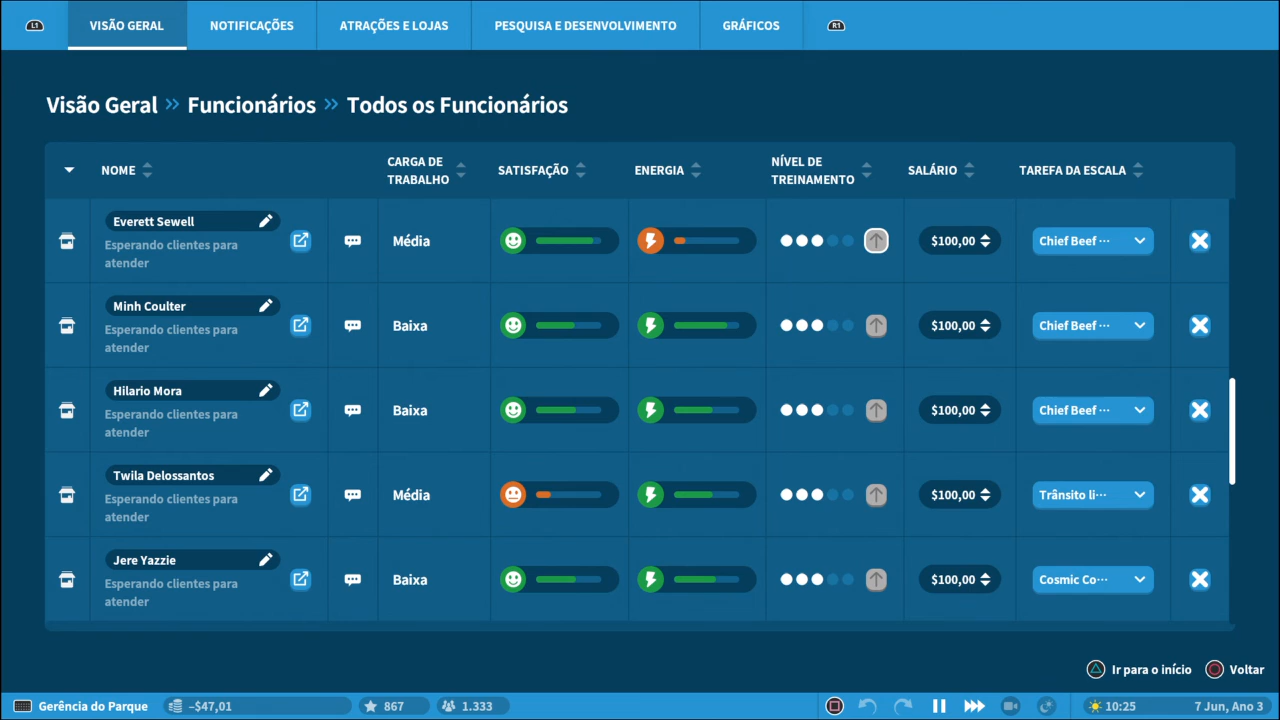 L1
VISÃO GERAL
NOTIFICAÇÕES
ATRAÇÕES E LOJAS
PESQUISA E DESENVOLVIMENTO
GRÁFICOS
R1
Visão Geral » Funcionários » Todos os Funcionários
NOME
CARGA DE
TRABALHO
SATISFAÇÃO
ENERGIA
NÍVEL DE
TREINAMENTO
SALÁRIO
TAREFA DA ESCALA
Everett Sewell
Esperando clientes para
atender
Média
$100,00
Chief Beef ···
Minh Coulter
Esperando clientes para
atender
Baixa
$100,00
Chief Beef ···
Hilario Mora
Esperando clientes para
atender
Baixa
$100,00
Chief Beef ···
Twila Delossantos
Esperando clientes para
atender
Média
$100,00
Trânsito li···
Jere Yazzie
Esperando clientes para
atender
Baixa
$100,00
Cosmic Co···
Ir para o início
Voltar
Gerência do Parque
–$47,01
867
1.333
10:25
7 Jun, Ano 3